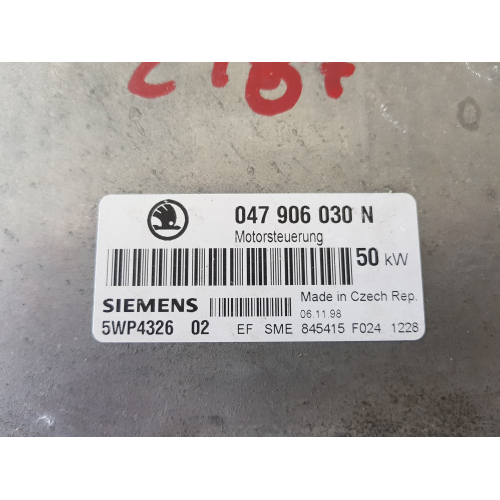 047 906 030 N
Motorsteuerung
50 kW
SIEMENS
Made in Czech Rep.
06.11.98
5WP4326 02 EF SME 845415 F024 1228